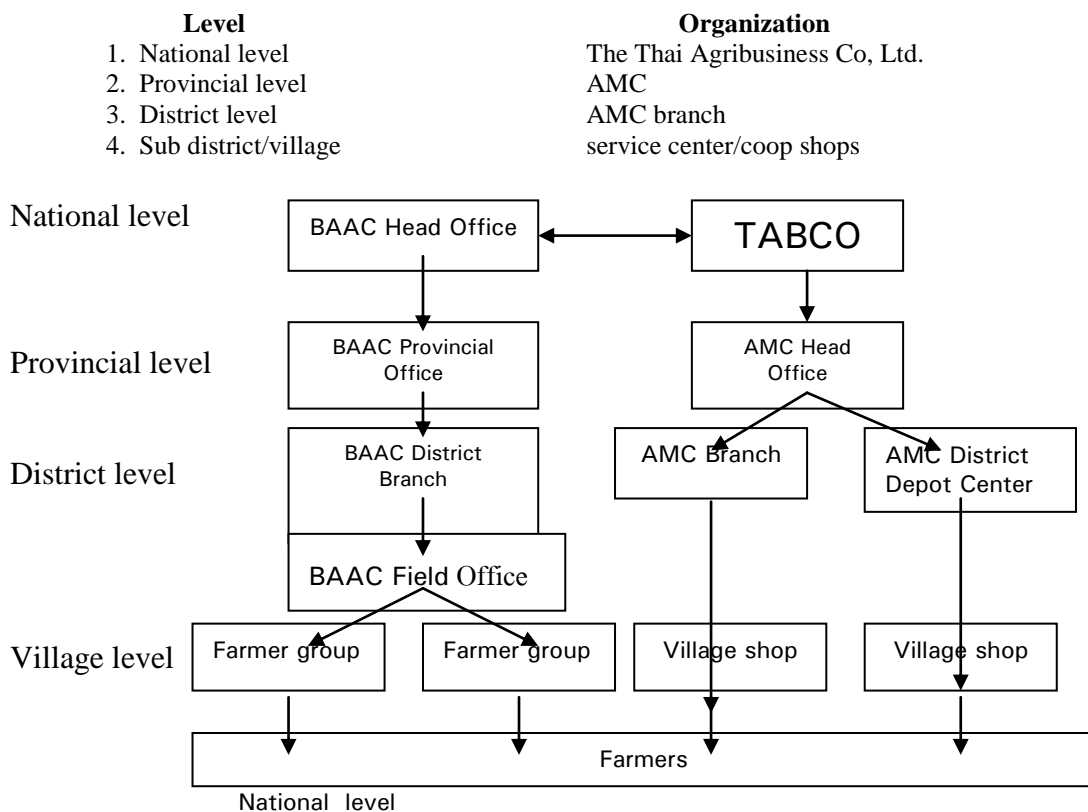 Level Organization
1. National level The Thai Agribusiness Co, Ltd.
2. Provincial level AMC
3. District level AMC branch
4. Sub district/village service center/coop shops
National level
BAAC Head Office
TABCO
Provincial level
BAAC Provincial
Office
AMC Head
Office
District level
BAAC District
Branch
AMC Branch
AMC District
Depot Center
BAAC Field Office
Village level
Farmer group
Farmer group
Village shop
Village shop
Farmers
National level